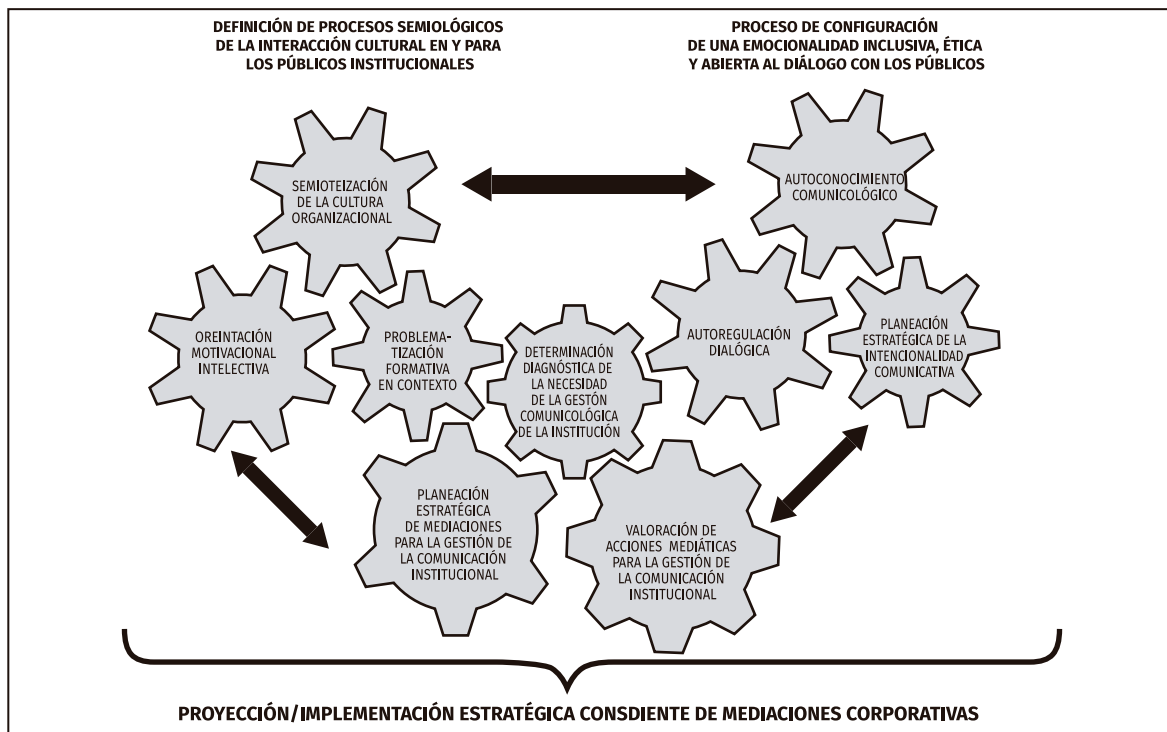 DEFINICIÓN DE PROCESOS SEMIOLÓGICOS
DE LA INTERACCIÓN CULTURAL EN Y PARA
LOS PÚBLICOS INSTITUCIONALES
PROCESO DE CONFIGURACIÓN
DE UNA EMOCIONALIDAD INCLUSIVA, ÉTICA
Y ABIERTA AL DIÁLOGO CON LOS PÚBLICOS
SEMIOTEIZACIÓN
DE LA CULTURA
ORGANIZACIONAL
AUTOCONOCIMIENTO
COMUNICOLÓGICO
OREINTACIÓN
MOTIVACIONAL
INTELECTIVA
PROBLEMA-
TIZACIÓN
FORMATIVA
EN CONTEXTO
DETERMINACIÓN
DIAGNÓSTICA DE
LA NECESIDAD
DE LA GESTÓN
COMUNICOLÓGICA
DE LA INSTITUCIÓN
AUTOREGULACIÓN
DIALÓGICA
PLANEACIÓN
ESTRATÉGICA DE LA
INTENCIONALIDAD
COMUNICATIVA
PLANEACIÓN
ESTRATÉGICA
DE MEDIACIONES
PARA LA GESTIÓN DE
LA COMUNICACIÓN
INSTITUCIONAL
VALORACIÓN DE
ACCIONES MEDIÁTICAS
PARA LA GESTIÓN DE
LA COMUNICACIÓN
INSTITUCIONAL
PROYECCIÓN/IMPLEMENTACIÓN ESTRATÉGICA CONSDIENTE DE MEDIACIONES CORPORATIVAS